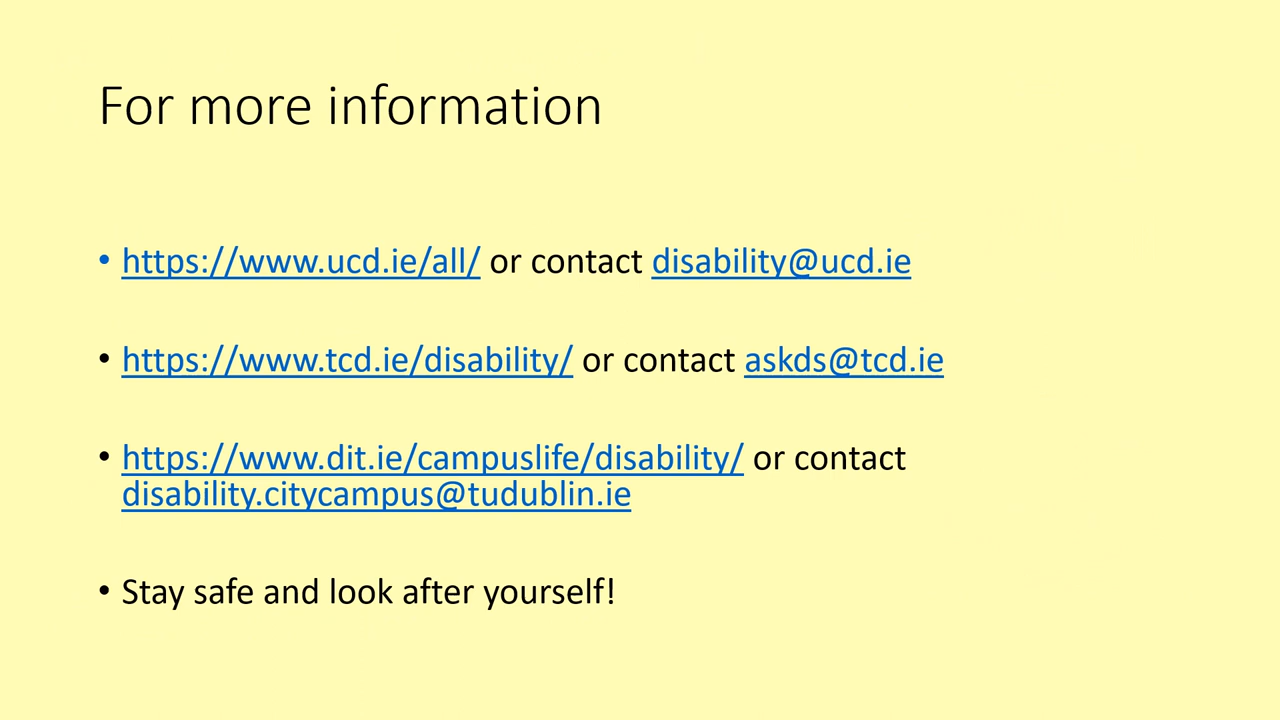 For more information
• https://www.ucd.ie/all/ or contact disability@ucd.ie
• https://www.tcd.ie/disability/ or contact askds@tcd.ie
• https://www.dit.ie/campuslife/disability/ or contact
disability.citycampus@tudublin.ie
• Stay safe and look after yourself!